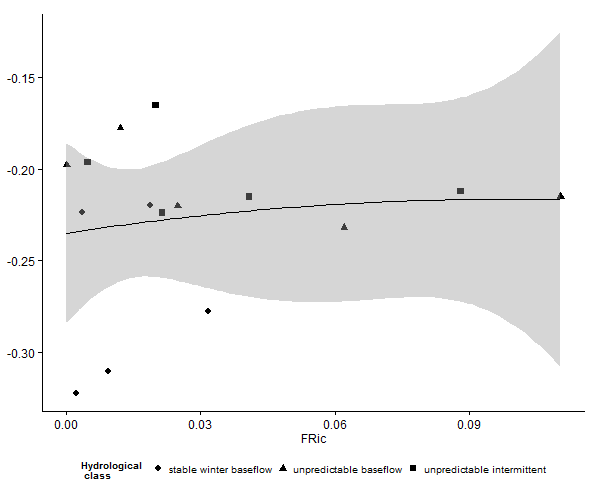 -0.15
-0.20
-0.25
-0.30
0.00 0.03 0.06 0.09
FRic
Hydrological
class
stable winter baseflow unpredictable baseflow unpredictable intermittent